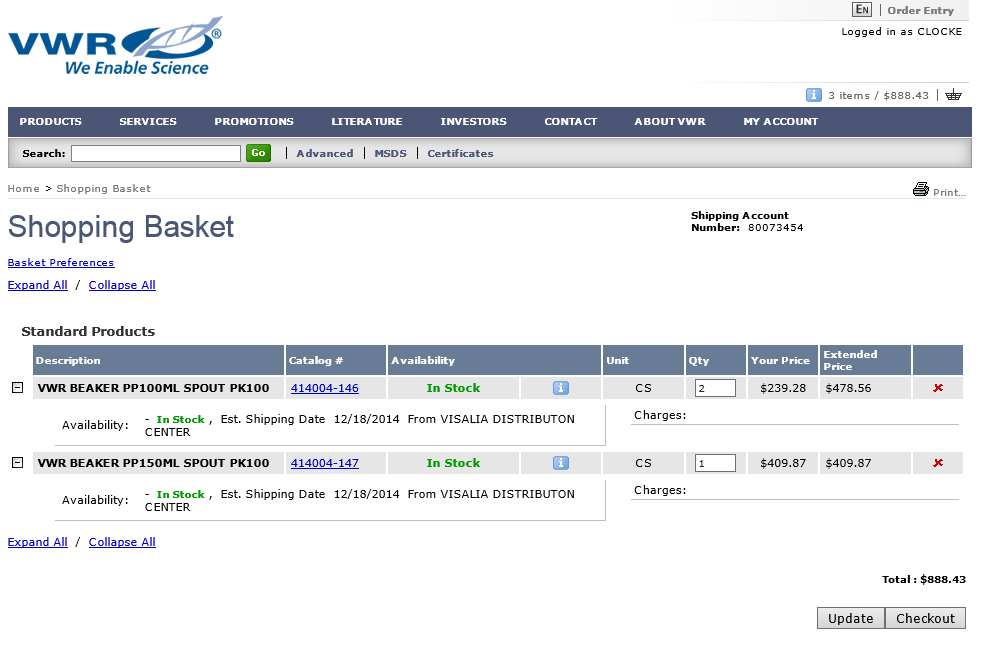 EN | Order Entry
VWR®
We Enable Science
Logged in as CLOCKE
i 3 items / $888.43 |
PRODUCTS SERVICES PROMOTIONS LITERATURE INVESTORS CONTACT ABOUT VWR MY ACCOUNT
Search: Go | Advanced | MSDS | Certificates
Home > Shopping Basket Print...
Shopping Basket
Shipping Account
Number: 80073454
Basket Preferences
Expand All / Collapse All
Standard Products
Description Catalog # Availability Unit Qty Your Price Extended Price
VWR BEAKER PP100ML SPOUT PK100 414004-146 In Stock i CS 2 $239.28 $478.56
Availability: - In Stock , Est. Shipping Date 12/18/2014 From VISALIA DISTRIBUTON Charges:
CENTER
VWR BEAKER PP150ML SPOUT PK100 414004-147 In Stock i CS 1 $409.87 $409.87
Availability: - In Stock , Est. Shipping Date 12/18/2014 From VISALIA DISTRIBUTON Charges:
CENTER
Expand All / Collapse All
Total : $888.43
Update Checkout